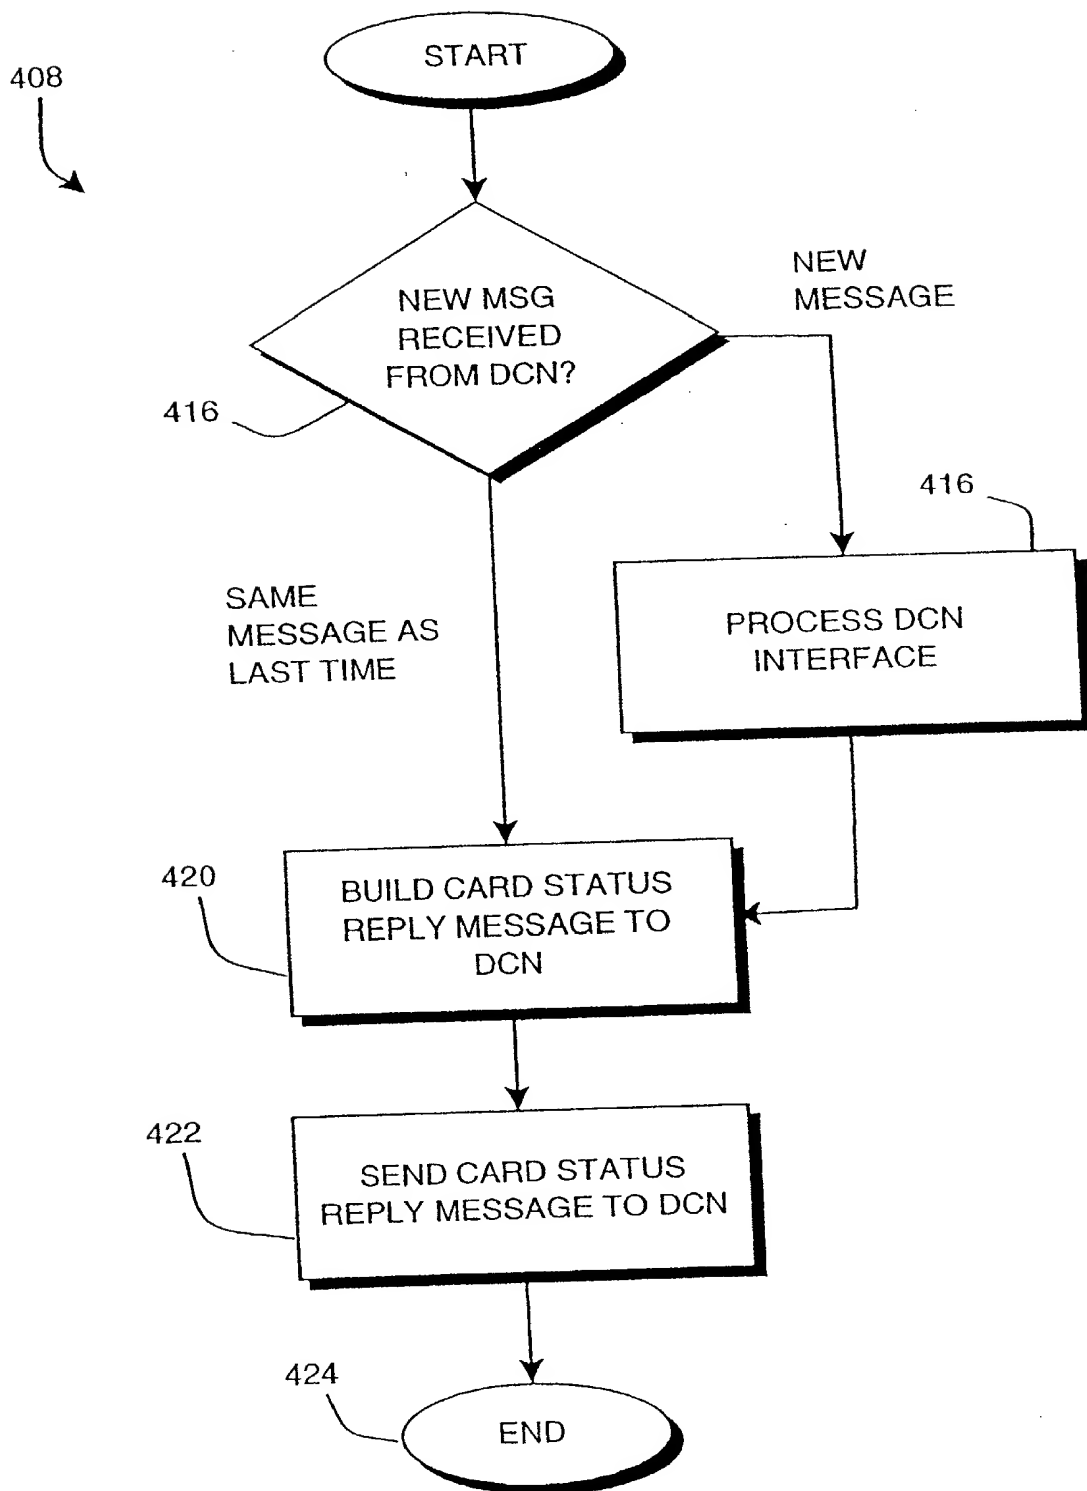 START
408
NEW MSG
RECEIVED
FROM DCN?
NEW
MESSAGE
416
416
SAME
MESSAGE AS
LAST TIME
PROCESS DCN
INTERFACE
420
BUILD CARD STATUS
REPLY MESSAGE TO
DCN
422
SEND CARD STATUS
REPLY MESSAGE TO DCN
424
END